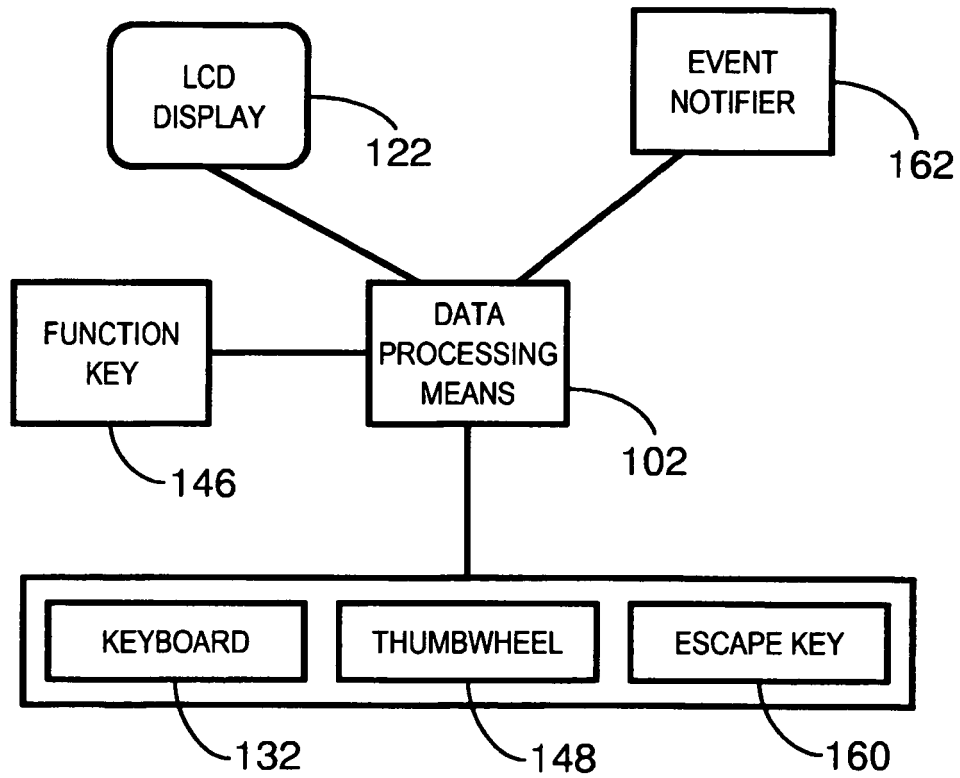 LCD
DISPLAY
122
EVENT
NOTIFIER
162
FUNCTION
KEY
146
DATA
PROCESSING
MEANS
102
KEYBOARD
132
THUMBWHEEL
148
ESCAPE KEY
160